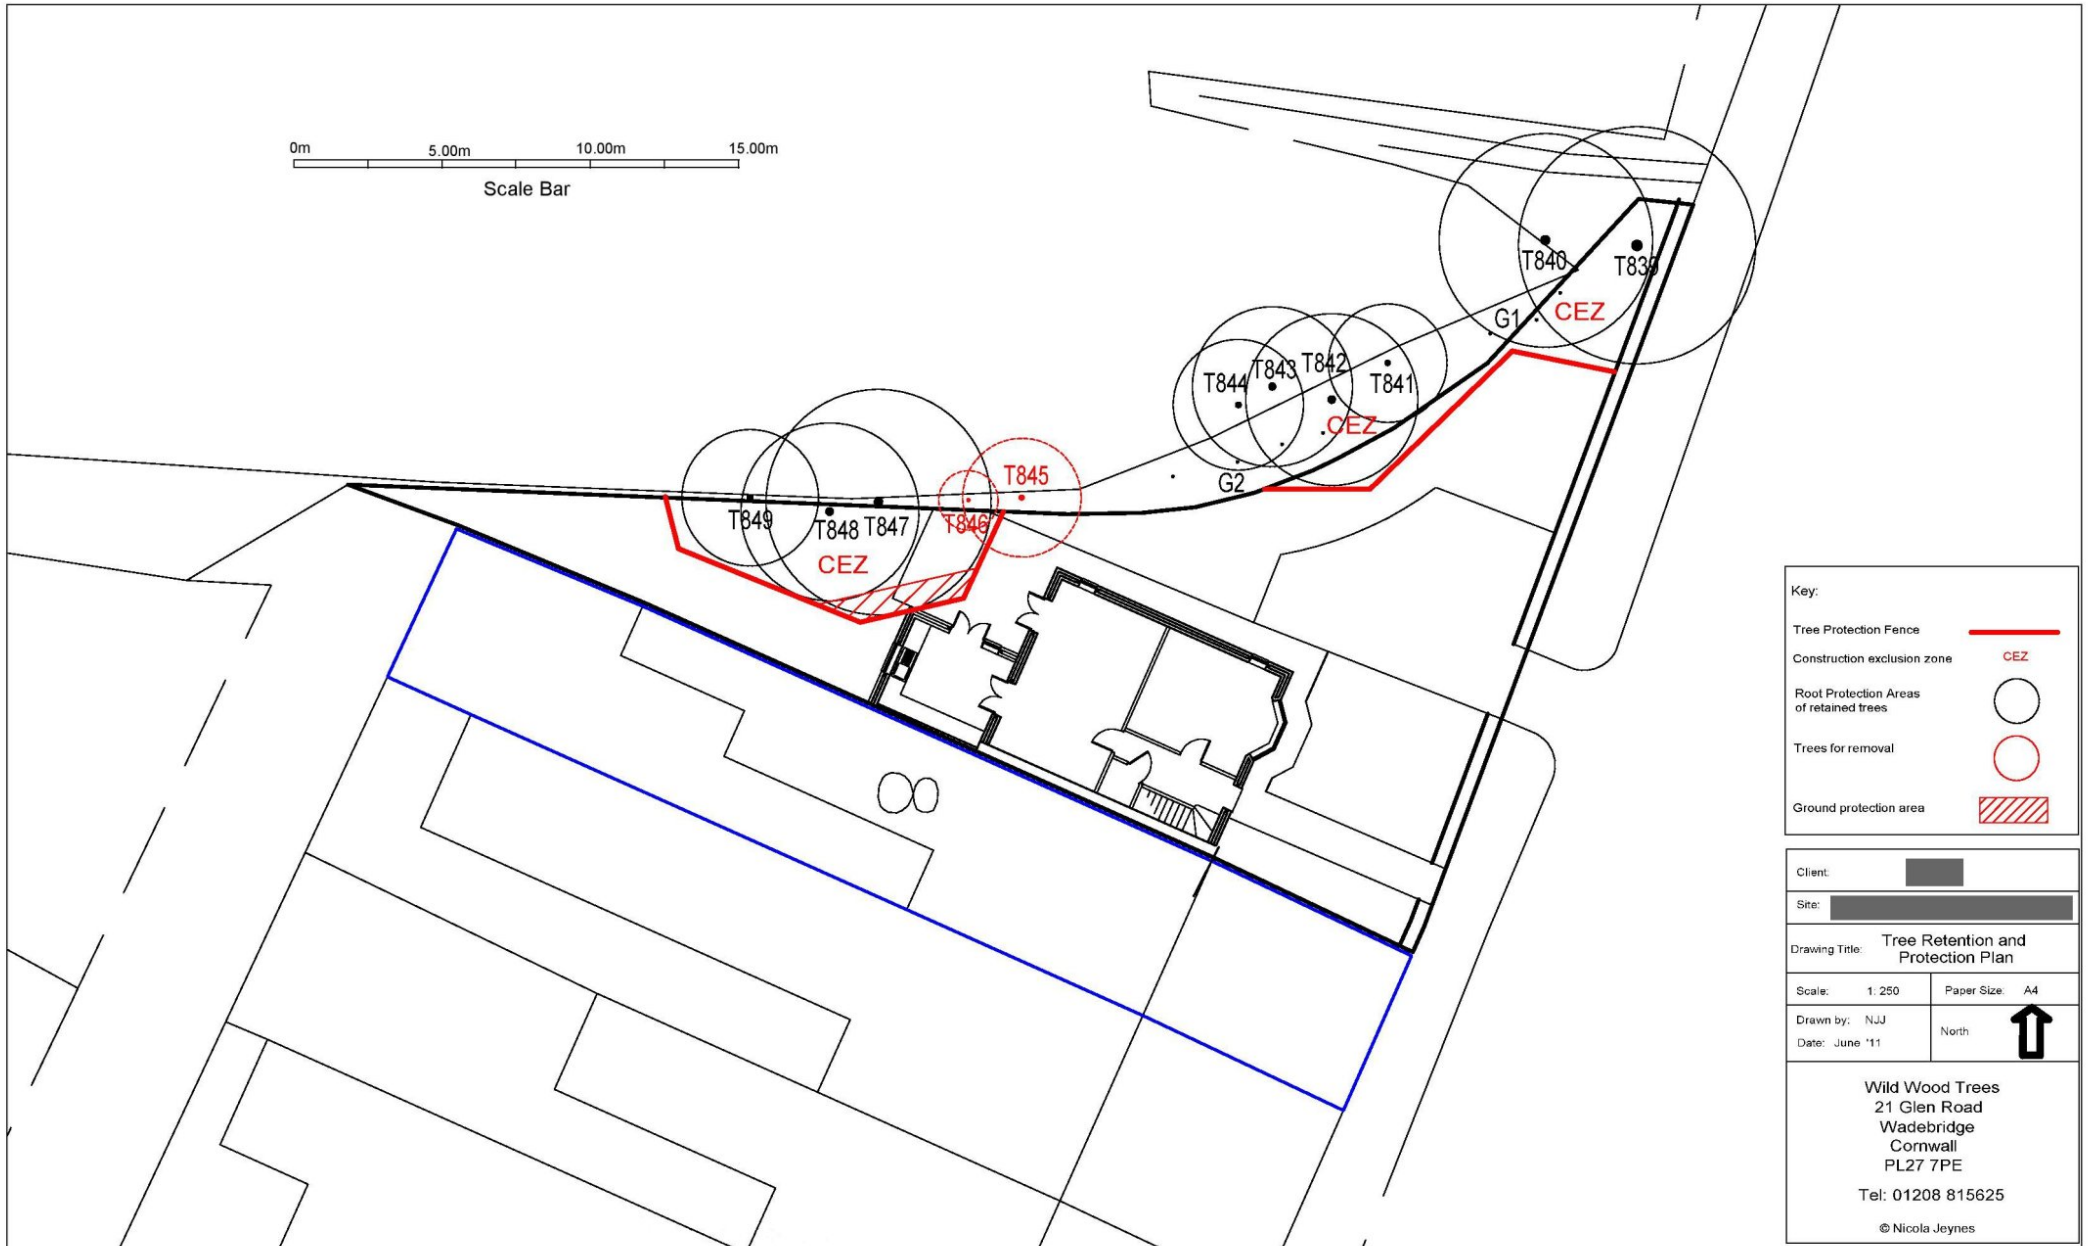 0m 5.00m 10.00m 15.00m
Scale Bar
T840 T839
CEZ
G1
T843 T842
T844 T841
CEZ
G2
T845
T849 T848 T847 T846
CEZ
Key:
Tree Protection Fence
Construction exclusion zone CEZ
Root Protection Areas
of retained trees
Trees for removal
Ground protection area
Client:
Site:
Drawing Title: Tree Retention and
Protection Plan
Scale: 1: 250 Paper Size: A4
Drawn by; NJJ
Date: June '11
North
Wild Wood Trees
21 Glen Road
Wadebridge
Cornwall
PL27 7PE
Tel: 01208 815625
© Nicola Jeynes